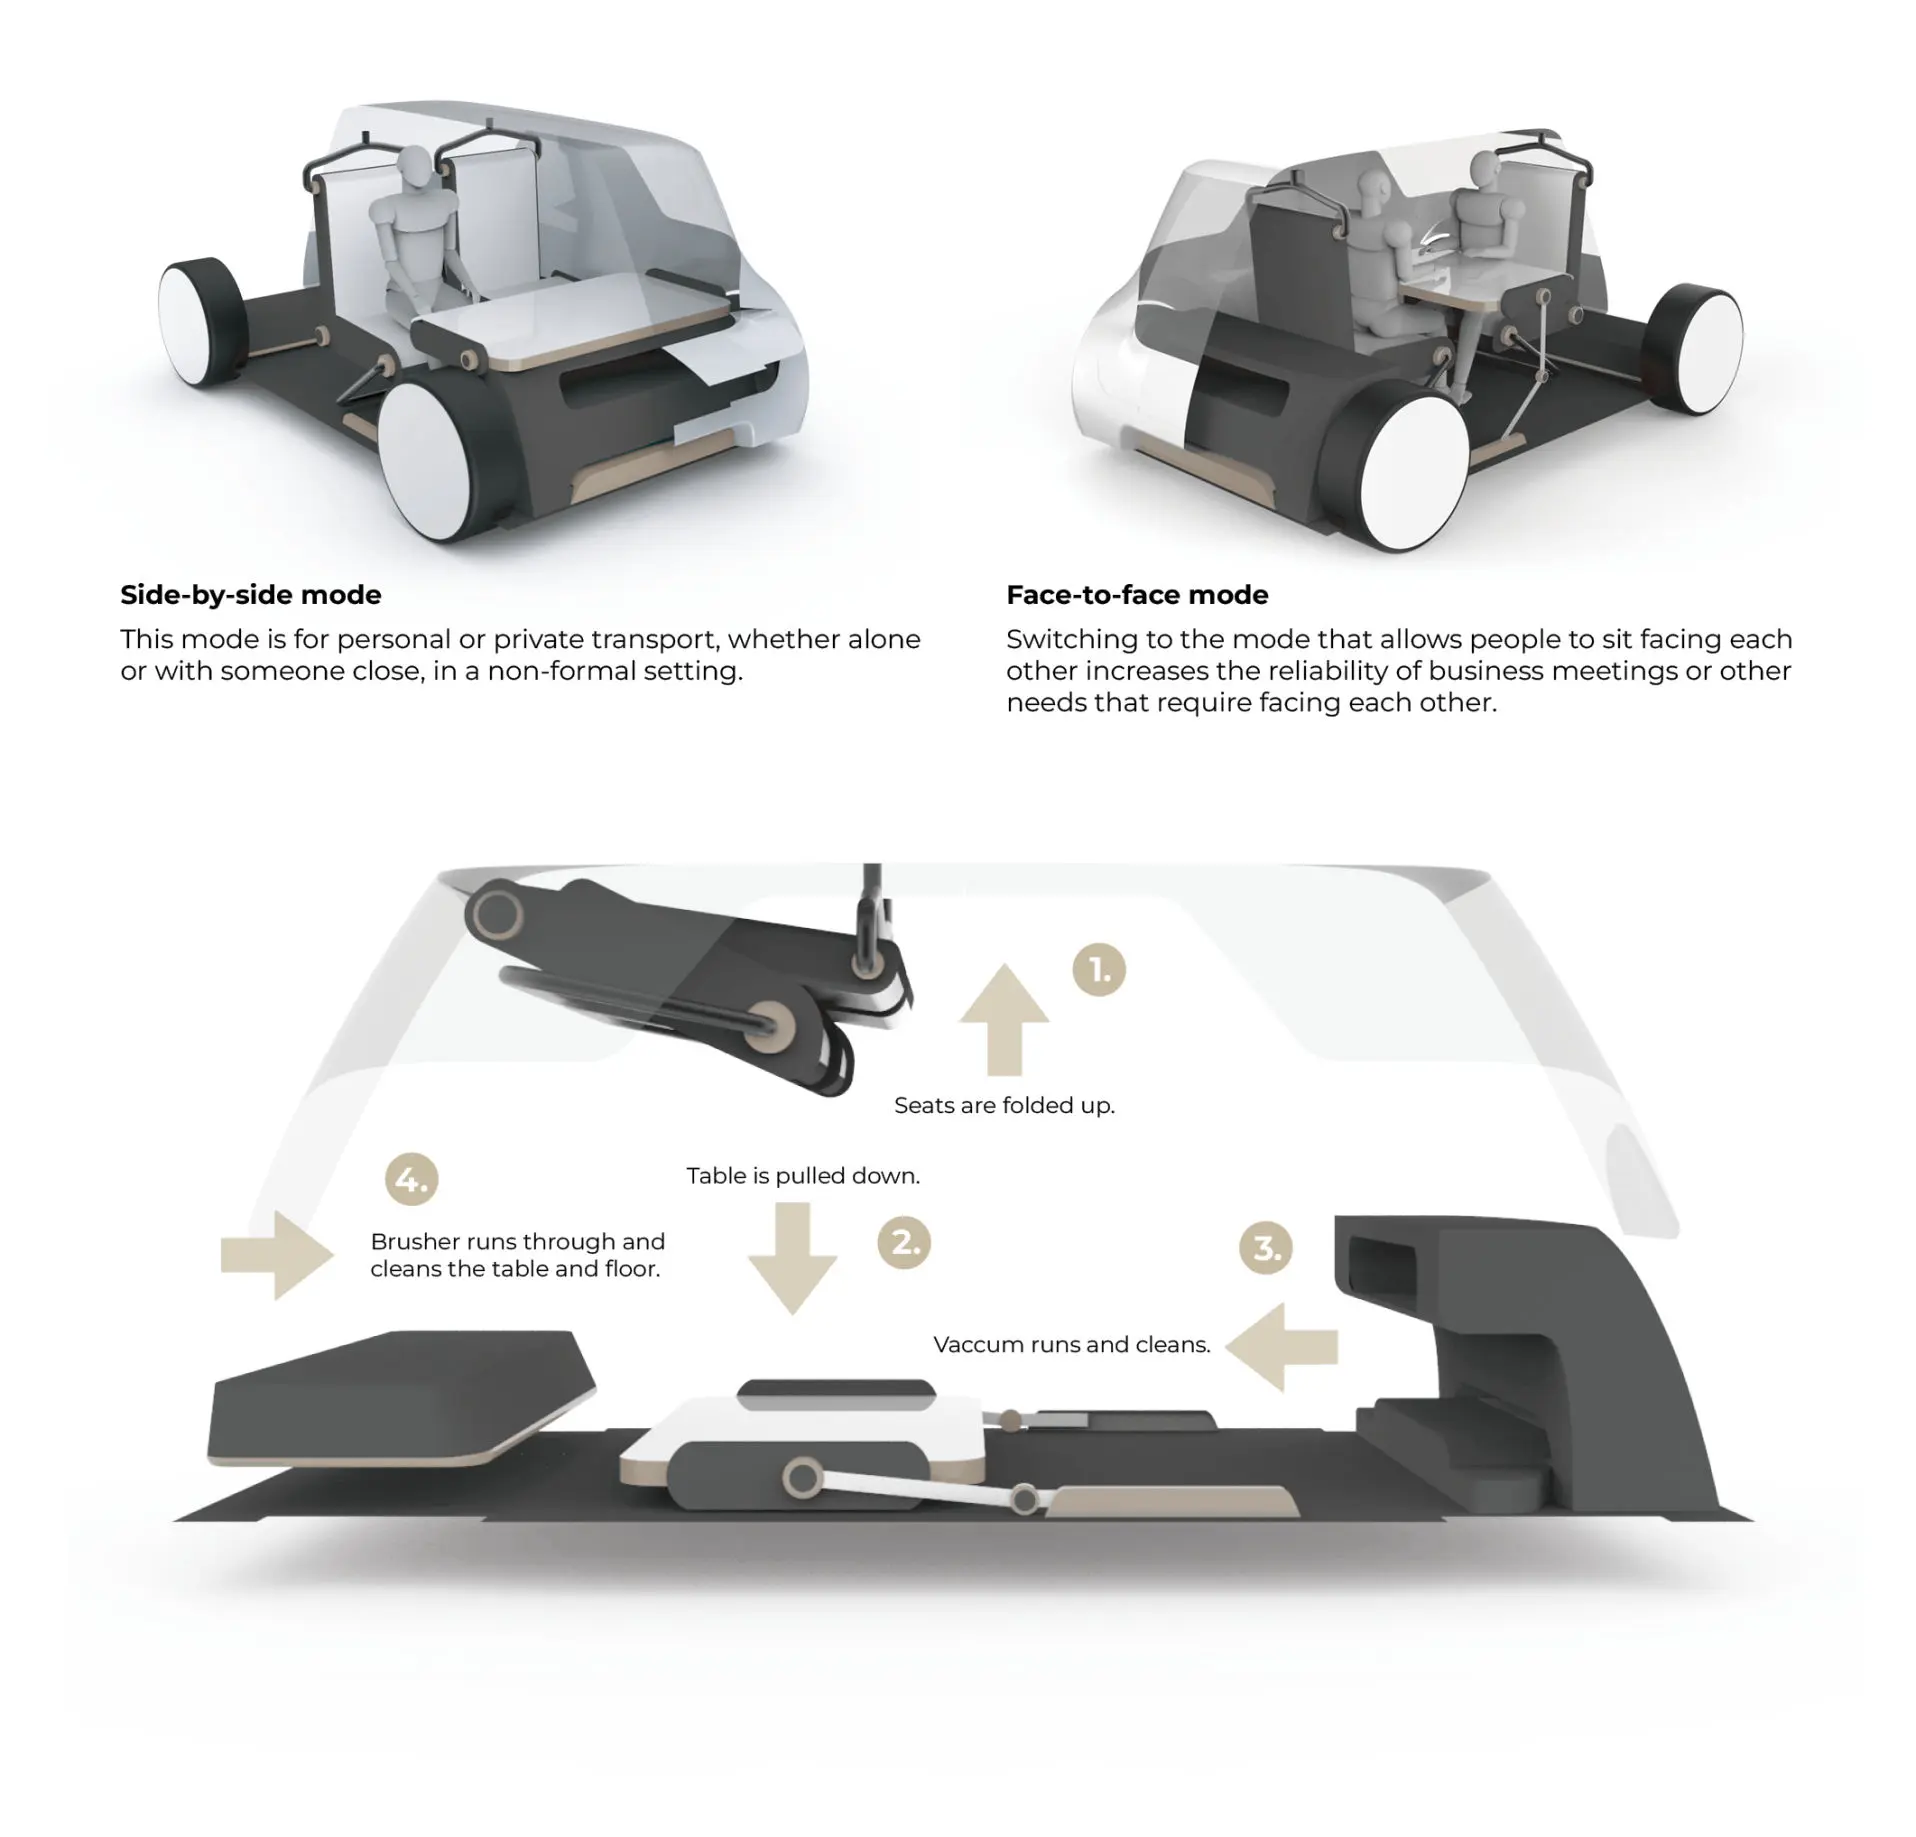 Side-by-side mode
This mode is for personal or private transport, whether alone
or with someone close, in a non-formal setting.
Face-to-face mode
Switching to the mode that allows people to sit facing each
other increases the reliability of business meetings or other
needs that require facing each other.
1.
Seats are folded up.
Table is pulled down.
2.
3.
Vaccum runs and cleans.
4.
Brusher runs through and
cleans the table and floor.